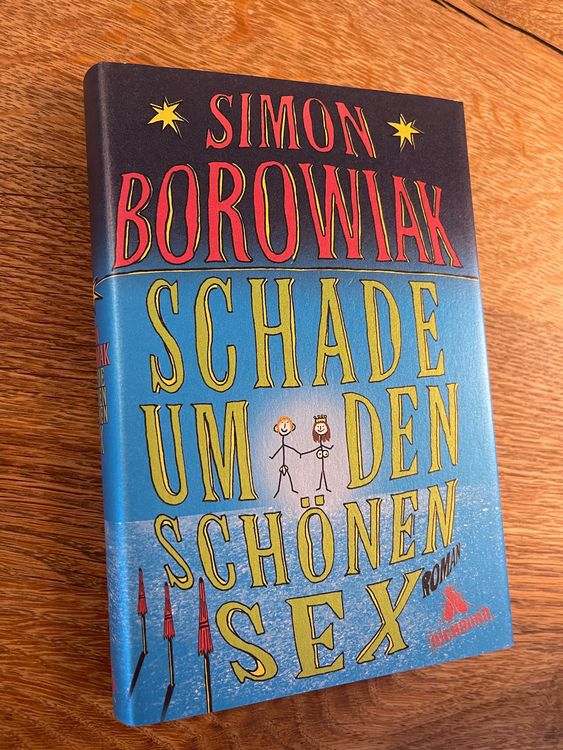 SIMON
BOROWIAK
SCHADE
UM DEN
SCHÖNEN
SEX
ROMAN